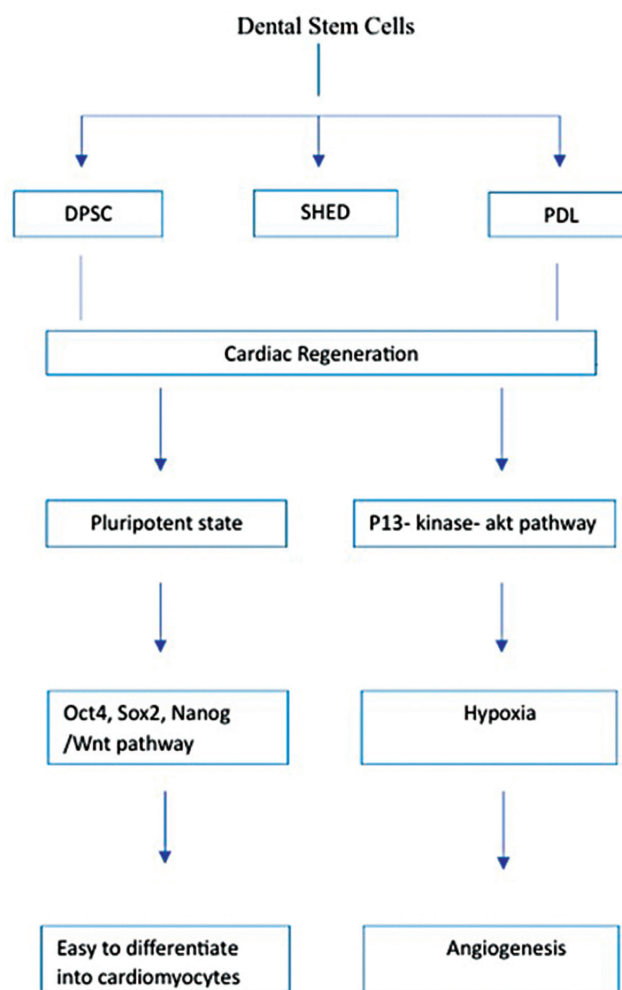 Dental Stem Cells
DPSC
SHED
PDL
Cardiac Regeneration
Pluripotent state
P13- kinase- akt pathway
Oct4, Sox2, Nanog
/Wnt pathway
Hypoxia
Easy to differentiate
into cardiomyocytes
Angiogenesis